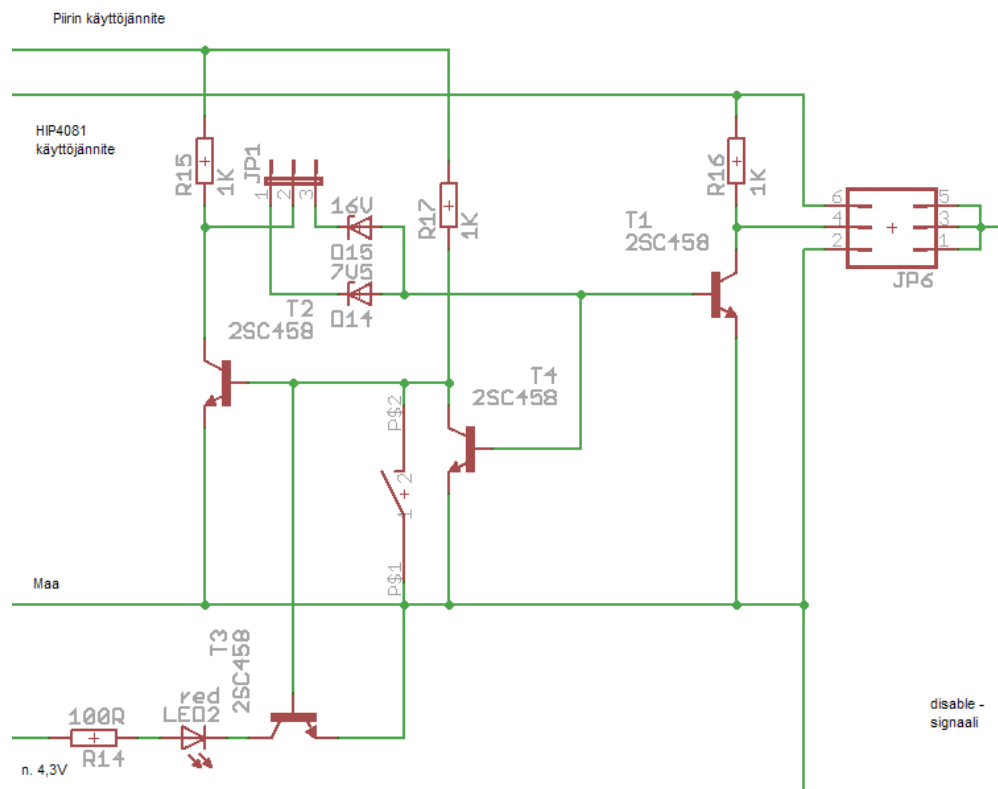 Piirin käyttöjännite
HIP4081
käyttöjännite
R15
1K
JP1
1
2
3
16V
D15
7V5
D14
R17
1K
R16
1K
T1
2SC458
6
4
2
5
3
1
JP6
T2
2SC458
T4
2SC458
P$2
2
1
P$1
Maa
T3
2SC458
red
LED2
100R
R14
n. 4,3V
disable -
signaali